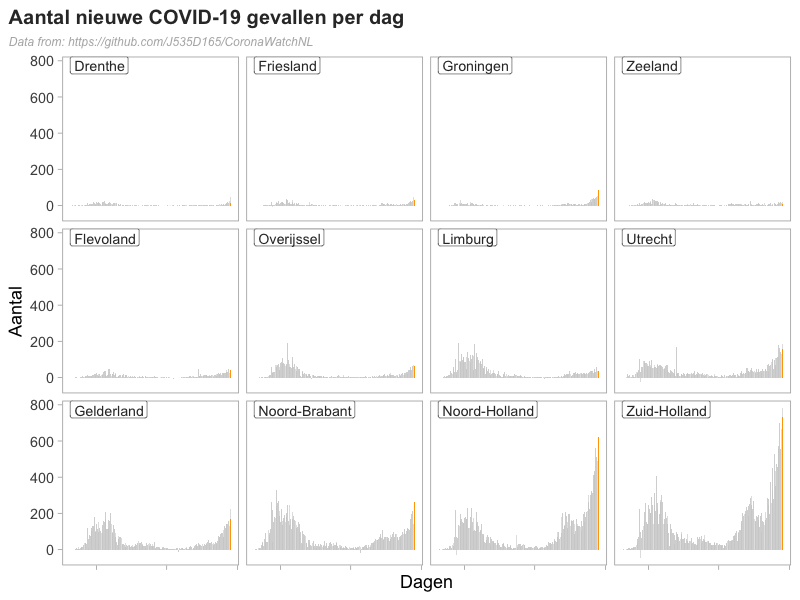 Aantal nieuwe COVID-19 gevallen per dag
Data from: https://github.com/J535D165/CoronaWatchNL
800
600
400
200
0
Drenthe
Friesland
Groningen
Zeeland
800
600
400
200
0
Flevoland
Overijssel
Limburg
Utrecht
800
600
400
200
0
Gelderland
Noord-Brabant
Noord-Holland
Zuid-Holland
Aantal
Dagen